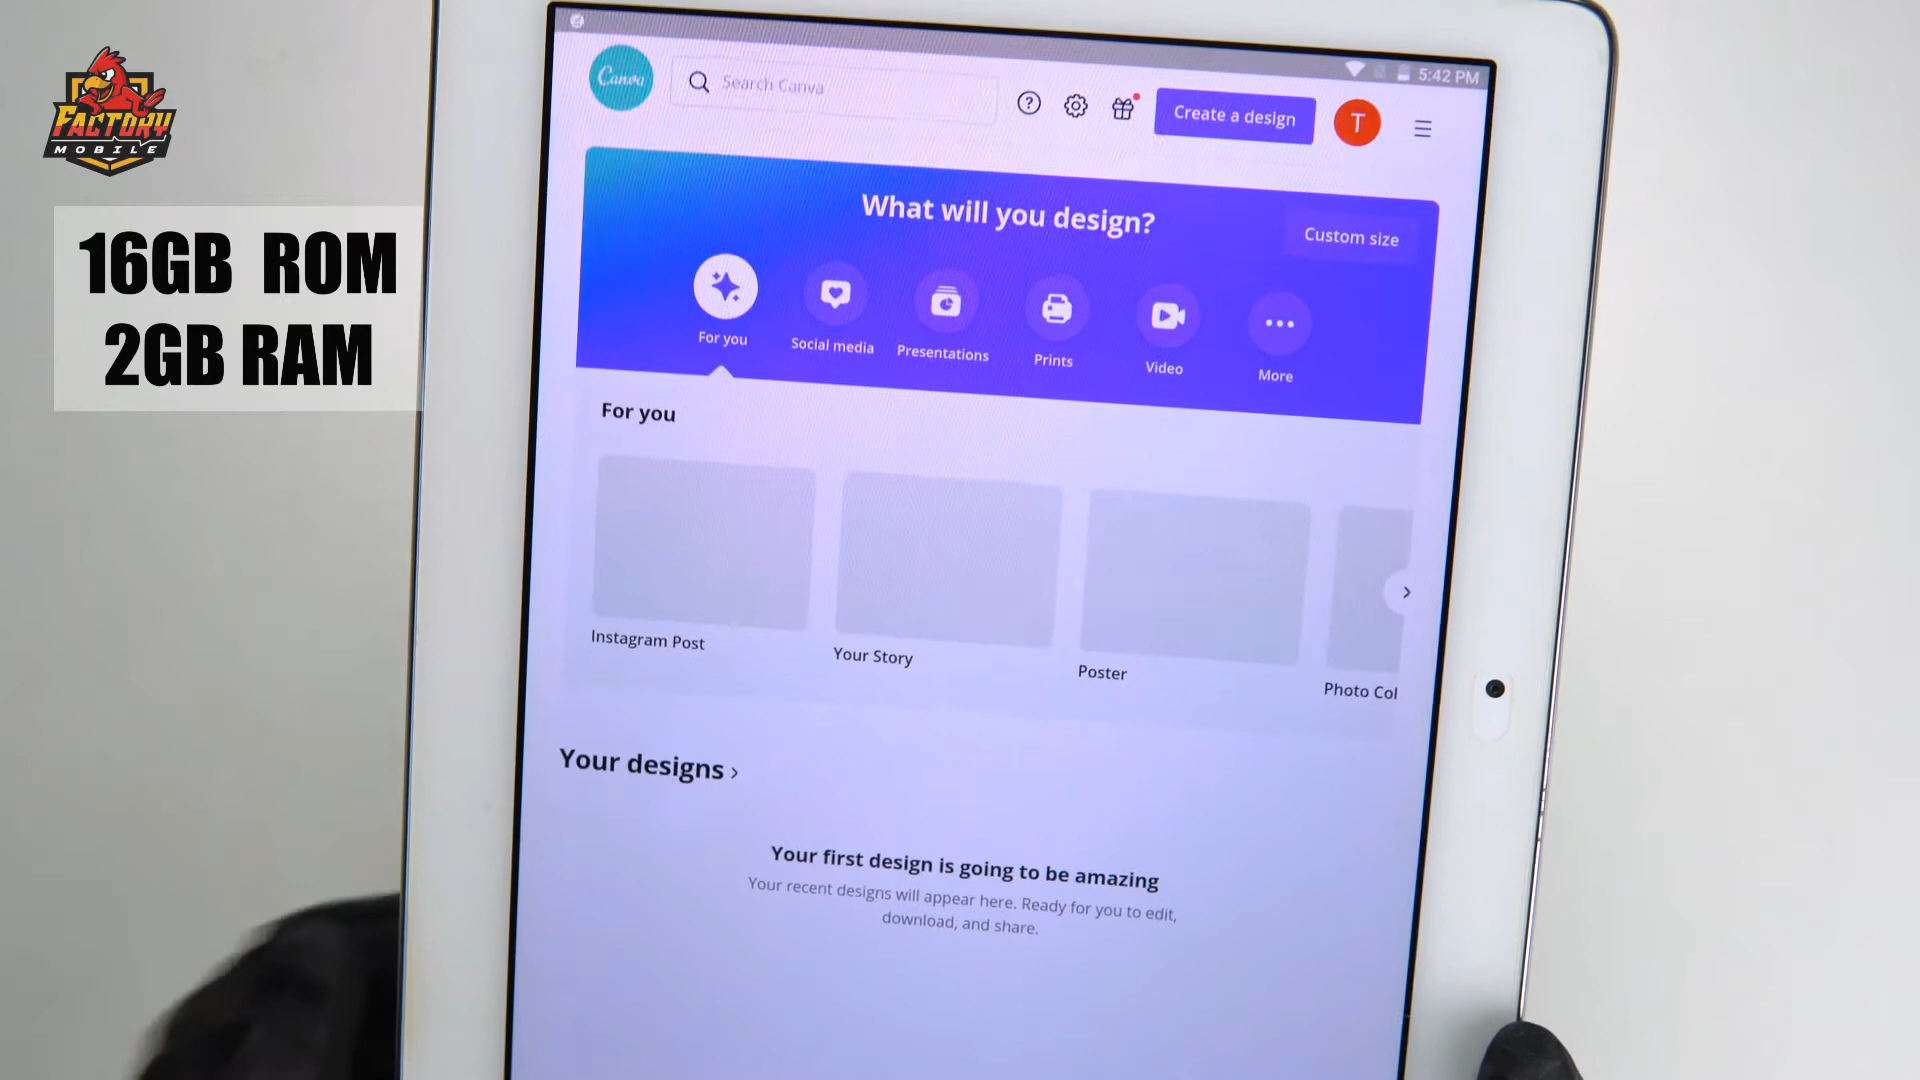 FACTORY
MOBILE
16GB ROM
2GB RAM
5:42 PM
Canva
Search Canva
?
Create a design
T
What will you design?
Custom size
For you
Social media
Presentations
Prints
Video
More
For you
Instagram Post
Your Story
Poster
Photo Col
Your designs ›
Your first design is going to be amazing
Your recent designs will appear here. Ready for you to edit,
download, and share.